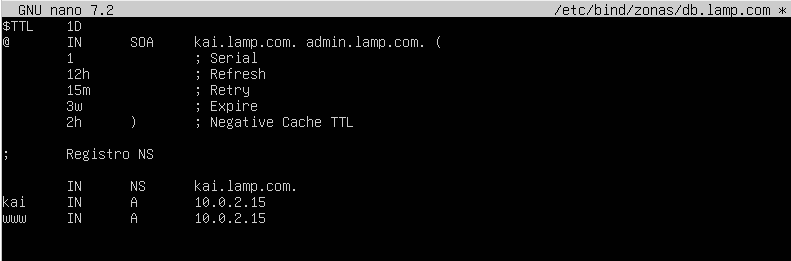 GNU nano 7.2 /etc/bind/zonas/db.lamp.com *
$TTL 1D
@ IN SOA kai.lamp.com. admin.lamp.com. (
1 ; Serial
12h ; Refresh
15m ; Retry
3w ; Expire
2h ) ; Negative Cache TTL
; Registro NS
IN NS kai.lamp.com.
kai IN A 10.0.2.15
www IN A 10.0.2.15